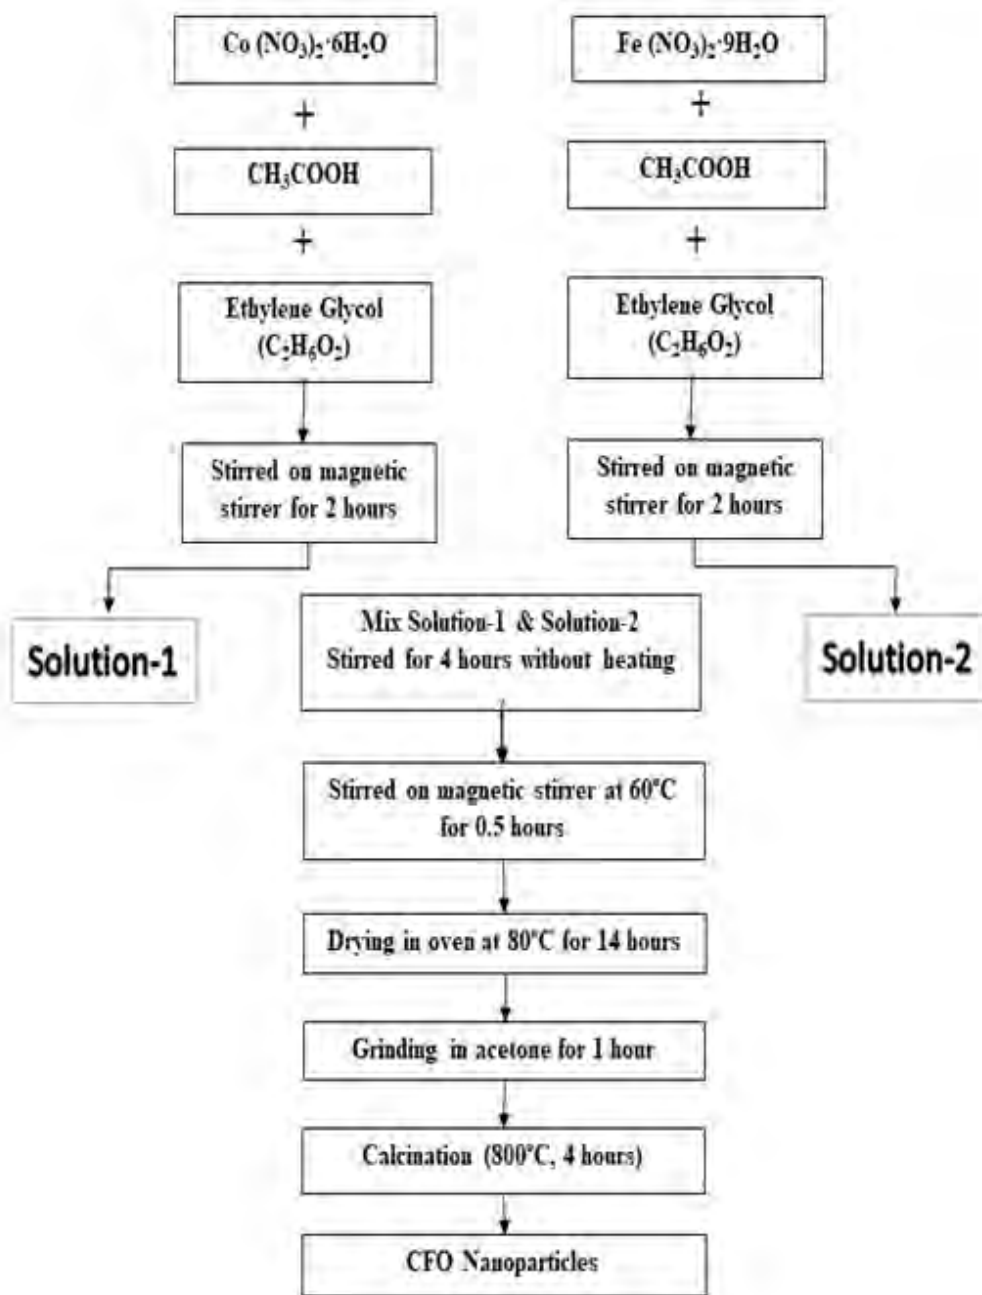 Co (NO₃)₂·6H₂O
+
CH₃COOH
+
Ethylene Glycol
(C₂H₆O₂)
Stirred on magnetic
stirrer for 2 hours
Solution-1
Fe (NO₃)₂·9H₂O
+
CH₃COOH
+
Ethylene Glycol
(C₂H₆O₂)
Stirred on magnetic
stirrer for 2 hours
Solution-2
Mix Solution-1 & Solution-2
Stirred for 4 hours without heating
Stirred on magnetic stirrer at 60°C
for 0.5 hours
Drying in oven at 80°C for 14 hours
Grinding in acetone for 1 hour
Calcination (800°C, 4 hours)
CFO Nanoparticles